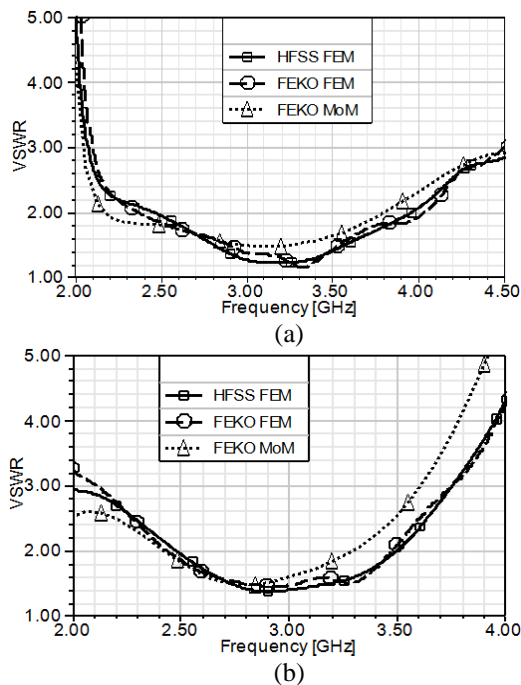 5.00
4.00
3.00
2.00
1.00
VSWR
HFSS FEM
FEKO FEM
FEKO MoM
2.00 2.50 3.00 3.50 4.00 4.50
Frequency [GHz]
(a)
5.00
4.00
3.00
2.00
1.00
VSWR
HFSS FEM
FEKO FEM
FEKO MoM
2.00 2.50 3.00 3.50 4.00
Frequency [GHz]
(b)